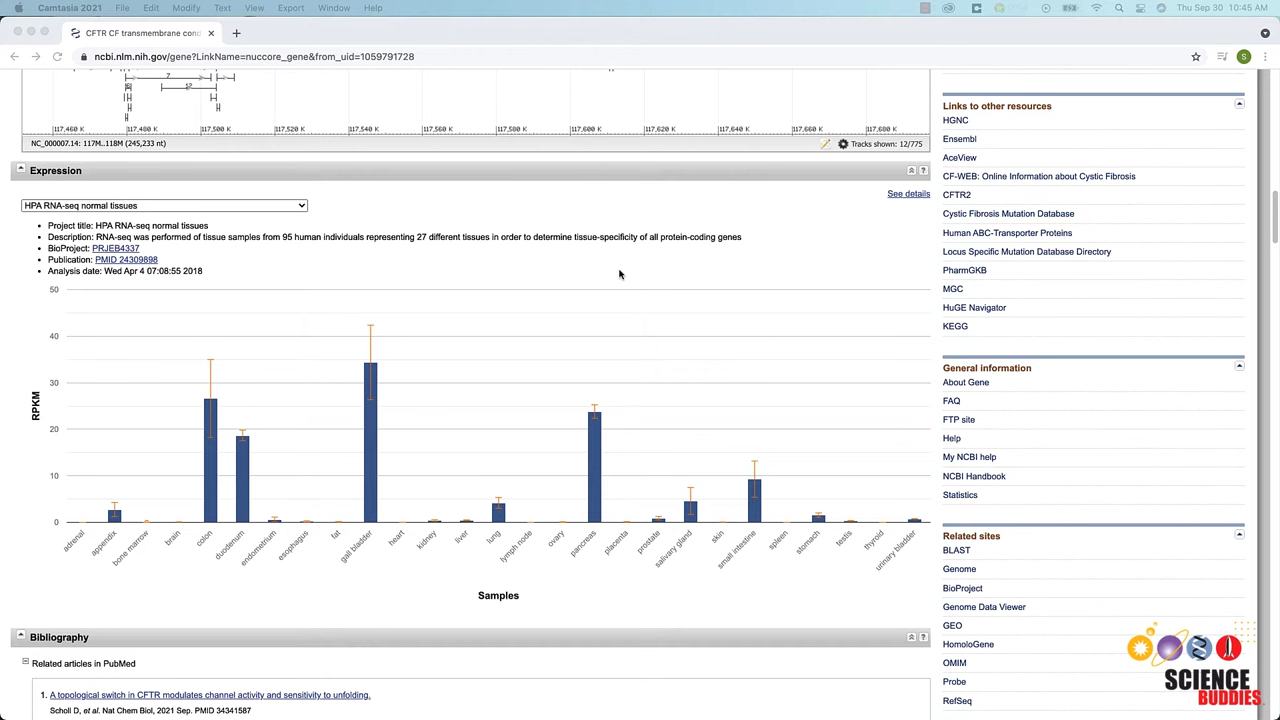 Camtasia 2021 Edit Modify Text View Export Window Help Thu Sep 30 10:45 AM
CFTR CF transmembrane cond
ncbi.nlm.nih.gov/gene?LinkName=nuccore_gene&from_uid=1059791728
S
7
12
117,460 K 117,480 K 117,500 K 117,520 K 117,540 K 117,560 K 117,580 K 117,600 K 117,620 K 117,640 K 117,660 K 117,680 K
NC_000007.14: 117M..118M (245,233 nt) Tracks shown: 12/775
Expression
See details
HPA RNA-seq normal tissues
• Project title: HPA RNA-seq normal tissues
• Description: RNA-seq was performed of tissue samples from 95 human individuals representing 27 different tissues in order to determine tissue-specificity of all protein-coding genes
• BioProject: PRJEB4337
• Publication: PMID 24309898
• Analysis date: Wed Apr 4 07:08:55 2018
50
40
30
20
10
0
RPKM
adrenal appendix bone marrow brain colon duodenum endometrium esophagus fat gall bladder heart kidney liver lung lymph node ovary pancreas placenta prostate salivary gland skin small intestine spleen stomach testis thyroid urinary bladder
Samples
Bibliography
Related articles in PubMed
1. A topological switch in CFTR modulates channel activity and sensitivity to unfolding.
Scholl D, et al. Nat Chem Biol, 2021 Sep. PMID 34341587
Links to other resources
HGNC
Ensembl
AceView
CF-WEB: Online Information about Cystic Fibrosis
CFTR2
Cystic Fibrosis Mutation Database
Human ABC-Transporter Proteins
Locus Specific Mutation Database Directory
PharmGKB
MGC
HuGE Navigator
KEGG
General information
About Gene
FAQ
FTP site
Help
My NCBI help
NCBI Handbook
Statistics
Related sites
BLAST
Genome
BioProject
Genome Data Viewer
GEO
HomoloGene
OMIM
Probe
RefSeq
SCIENCE
BUDDIES